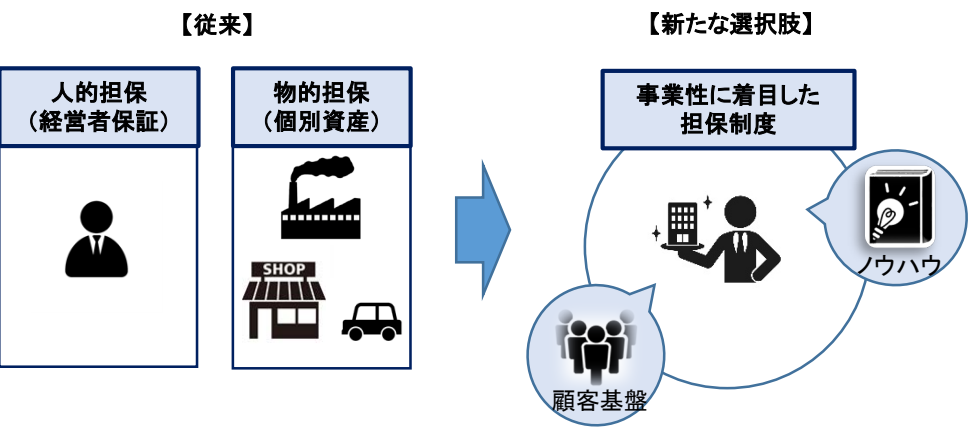 【従来】
【新たな選択肢】
人的担保
（経営者保証）
物的担保
（個別資産）
SHOP
事業性に着目した
担保制度
ノウハウ
顧客基盤